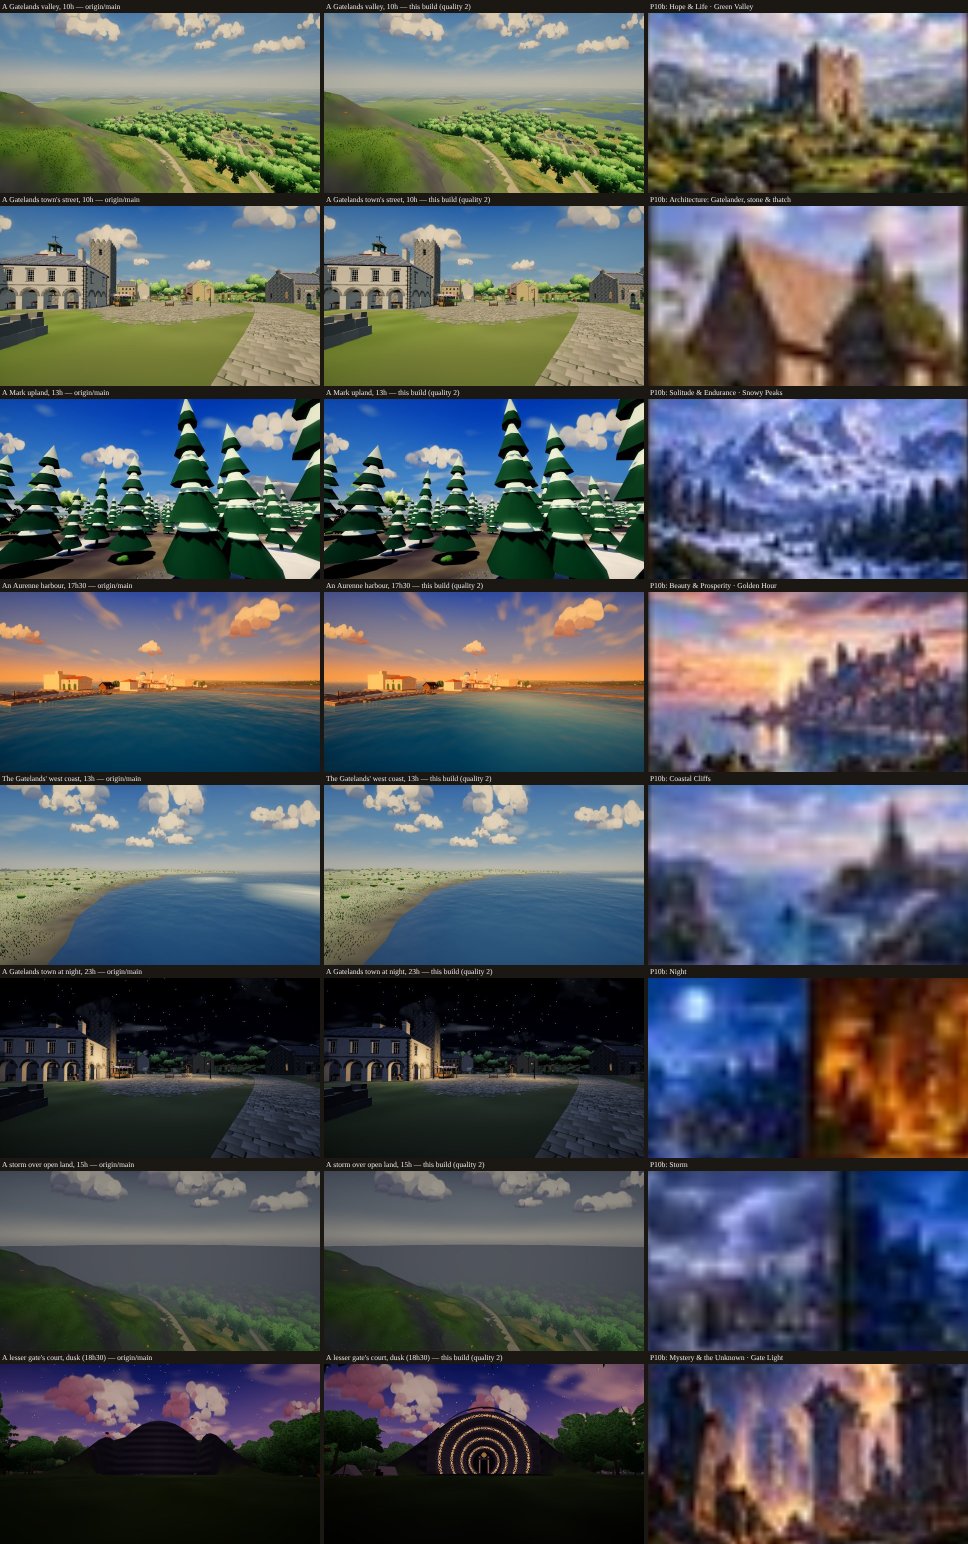 A Gatelands valley, 10h — origin/main
A Gatelands valley, 10h — this build (quality 2)
P10b: Hope & Life · Green Valley
A Gatelands town's street, 10h — origin/main
A Gatelands town's street, 10h — this build (quality 2)
P10b: Architecture: Gatelander, stone & thatch
A Mark upland, 13h — origin/main
A Mark upland, 13h — this build (quality 2)
P10b: Solitude & Endurance · Snowy Peaks
An Aurenne harbour, 17h30 — origin/main
An Aurenne harbour, 17h30 — this build (quality 2)
P10b: Beauty & Prosperity · Golden Hour
The Gatelands' west coast, 13h — origin/main
The Gatelands' west coast, 13h — this build (quality 2)
P10b: Coastal Cliffs
A Gatelands town at night, 23h — origin/main
A Gatelands town at night, 23h — this build (quality 2)
P10b: Night
A storm over open land, 15h — origin/main
A storm over open land, 15h — this build (quality 2)
P10b: Storm
A lesser gate's court, dusk (18h30) — origin/main
A lesser gate's court, dusk (18h30) — this build (quality 2)
P10b: Mystery & the Unknown · Gate Light